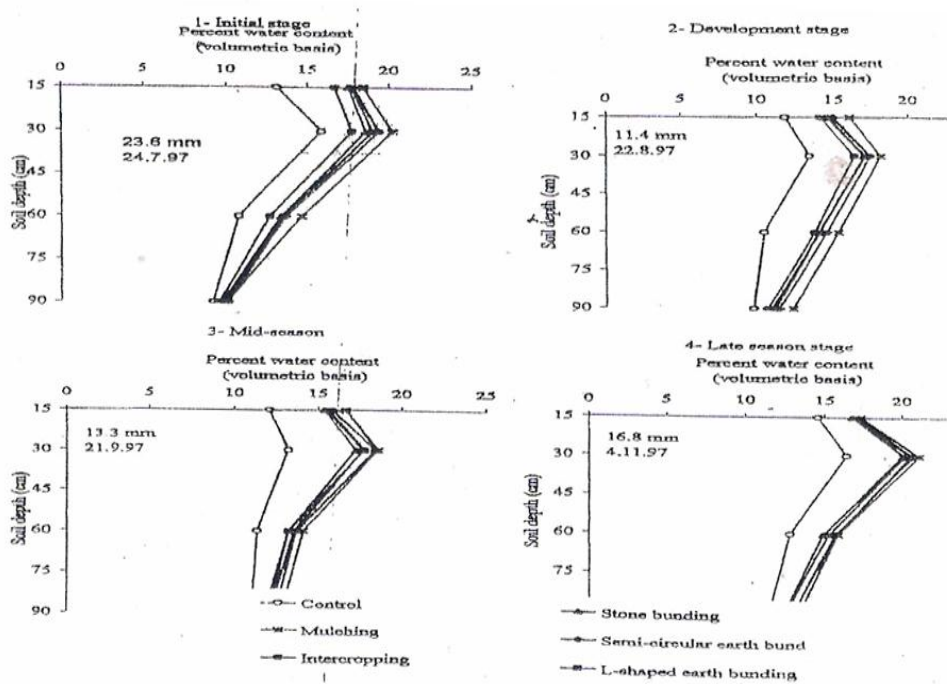 1- Initial stage
Percent water content
(volumetric basis)
0 5 10 15 20 25
15
30
45
60
75
90
Soil depth (cm)
23.6 mm
24.7.97
2- Development stage
Percent water content
(volumetric basis)
0 5 10 15 20
15
30
45
60
75
90
Soil depth (cm)
11.4 mm
22.8.97
3- Mid-season
Percent water content
(volumetric basis)
0 5 10 15 20 25
15
30
45
60
75
90
Soil depth (cm)
13.3 mm
21.9.97
4- Late season stage
Percent water content
(volumetric basis)
0 5 10 15 20
15
30
45
60
75
90
Soil depth (cm)
16.8 mm
4.11.97
Control
Mulching
Intercropping
Stone bunding
Semi-circular earth bund
L-shaped earth bunding